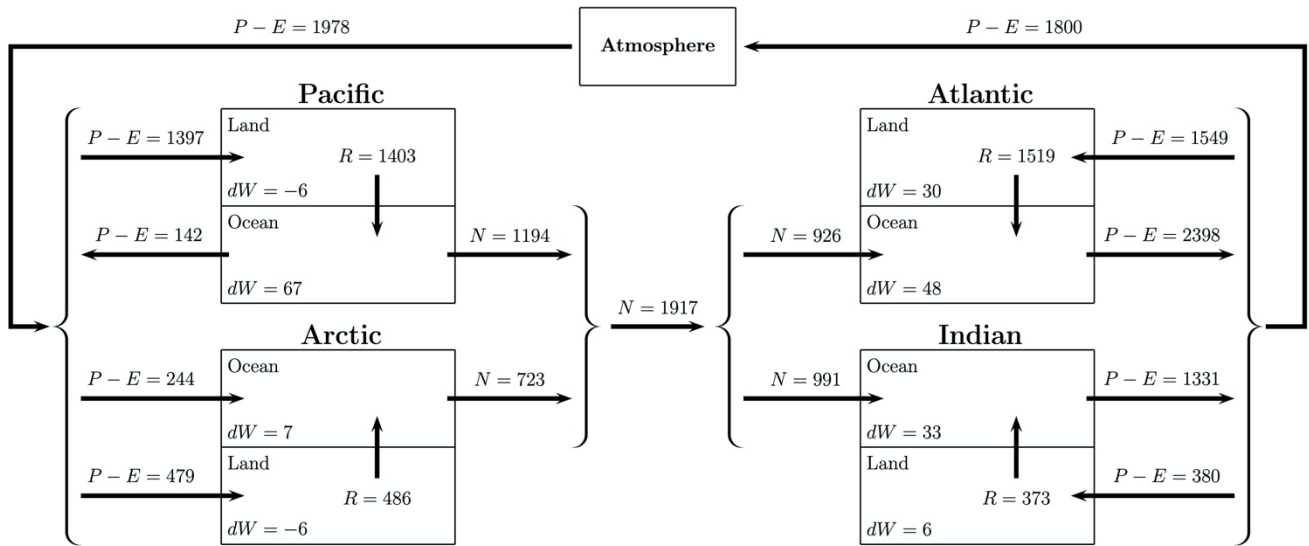 P − E = 1978
Atmosphere
P − E = 1800
Pacific
Land
P − E = 1397
R = 1403
dW = −6
Ocean
P − E = 142
N = 1194
dW = 67
Arctic
Ocean
P − E = 244
N = 723
dW = 7
Land
P − E = 479
R = 486
dW = −6
N = 1917
Atlantic
Land
R = 1519
P − E = 1549
dW = 30
Ocean
N = 926
P − E = 2398
dW = 48
Indian
Ocean
N = 991
P − E = 1331
dW = 33
Land
R = 373
P − E = 380
dW = 6